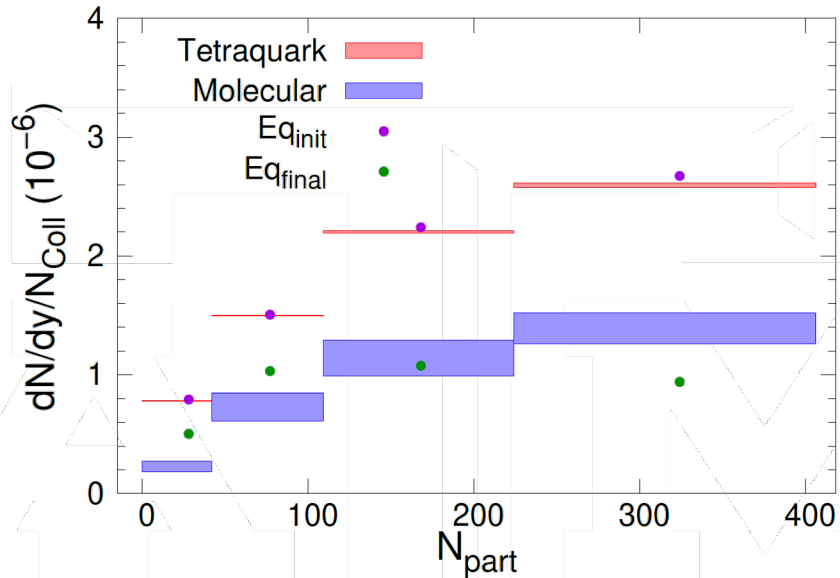 4
Tetraquark
Molecular
Eq_init
Eq_final
3
2
1
0
dN/dy/N_Coll (10^−6)
0 100 200 300 400
N_part